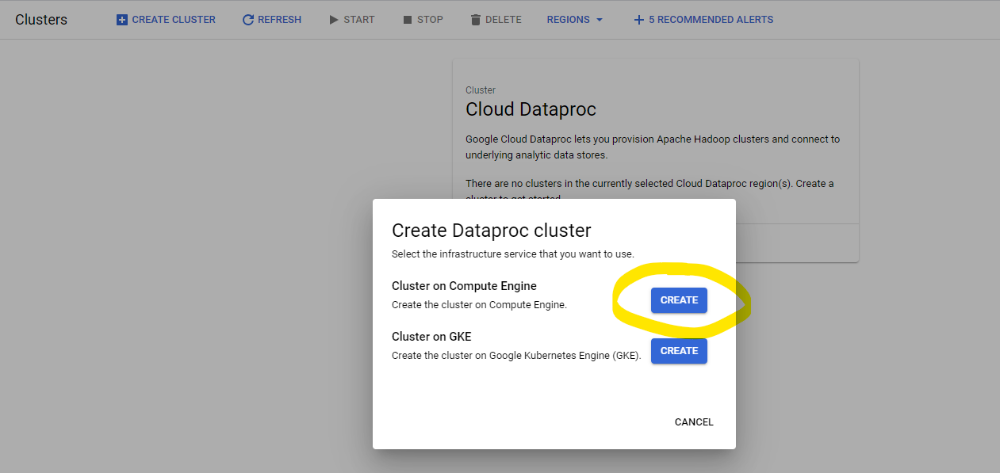 Clusters CREATE CLUSTER REFRESH START STOP DELETE REGIONS 5 RECOMMENDED ALERTS
Cluster
Cloud Dataproc
Google Cloud Dataproc lets you provision Apache Hadoop clusters and connect to
underlying analytic data stores.
There are no clusters in the currently selected Cloud Dataproc region(s). Create a
cluster to get started.
Create Dataproc cluster
Select the infrastructure service that you want to use.
Cluster on Compute Engine
Create the cluster on Compute Engine.
CREATE
Cluster on GKE
Create the cluster on Google Kubernetes Engine (GKE).
CREATE
CANCEL